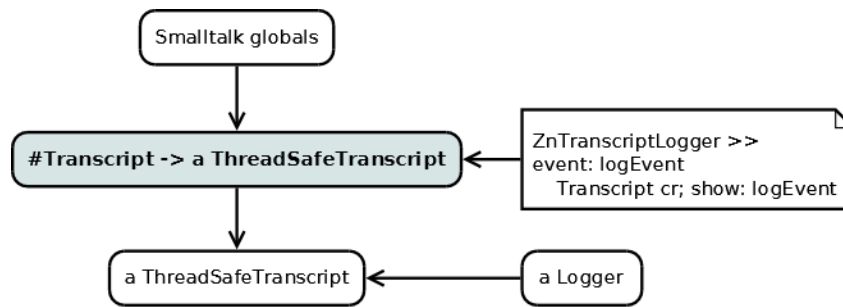 Smalltalk globals
#Transcript -> a ThreadSafeTranscript
ZnTranscriptLogger >>
event: logEvent
    Transcript cr; show: logEvent
a ThreadSafeTranscript
a Logger